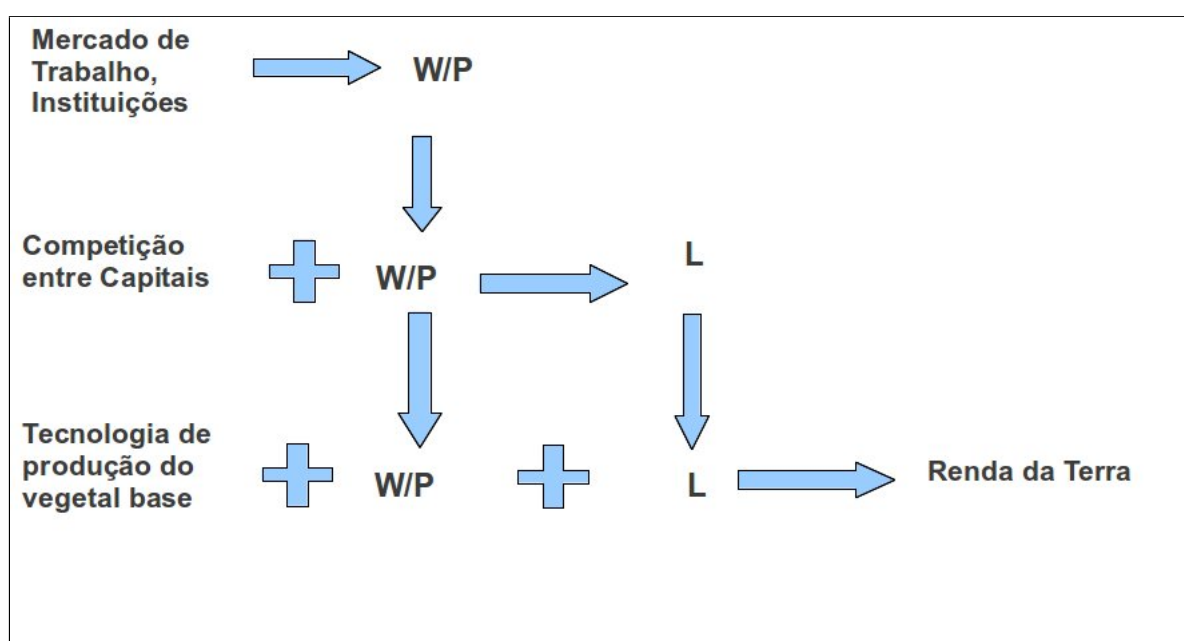 Mercado de
Trabalho,
Instituições
W/P
Competição
entre Capitais
W/P
L
Tecnologia de
produção do
vegetal base
W/P
L
Renda da Terra